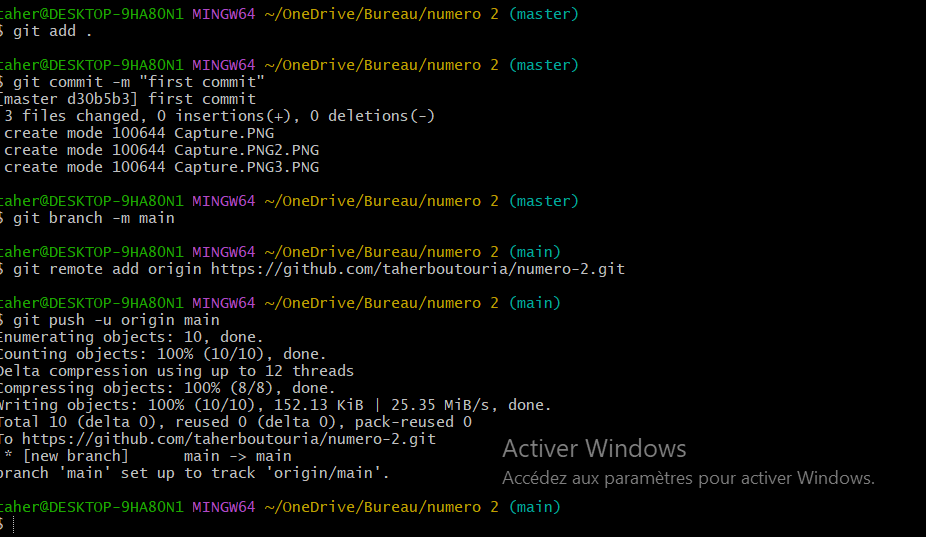 taher@DESKTOP-9HA80N1 MINGW64 ~/OneDrive/Bureau/numero 2 (master)
$ git add .
taher@DESKTOP-9HA80N1 MINGW64 ~/OneDrive/Bureau/numero 2 (master)
$ git commit -m "first commit"
[master d30b5b3] first commit
3 files changed, 0 insertions(+), 0 deletions(-)
create mode 100644 Capture.PNG
create mode 100644 Capture.PNG2.PNG
create mode 100644 Capture.PNG3.PNG
taher@DESKTOP-9HA80N1 MINGW64 ~/OneDrive/Bureau/numero 2 (master)
$ git branch -m main
taher@DESKTOP-9HA80N1 MINGW64 ~/OneDrive/Bureau/numero 2 (main)
$ git remote add origin https://github.com/taherboutouria/numero-2.git
taher@DESKTOP-9HA80N1 MINGW64 ~/OneDrive/Bureau/numero 2 (main)
$ git push -u origin main
Enumerating objects: 10, done.
Counting objects: 100% (10/10), done.
Delta compression using up to 12 threads
Compressing objects: 100% (8/8), done.
Writing objects: 100% (10/10), 152.13 KiB | 25.35 MiB/s, done.
Total 10 (delta 0), reused 0 (delta 0), pack-reused 0
To https://github.com/taherboutouria/numero-2.git
* [new branch]      main -> main
branch 'main' set up to track 'origin/main'.
Activer Windows
Accédez aux paramètres pour activer Windows.
taher@DESKTOP-9HA80N1 MINGW64 ~/OneDrive/Bureau/numero 2 (main)
$